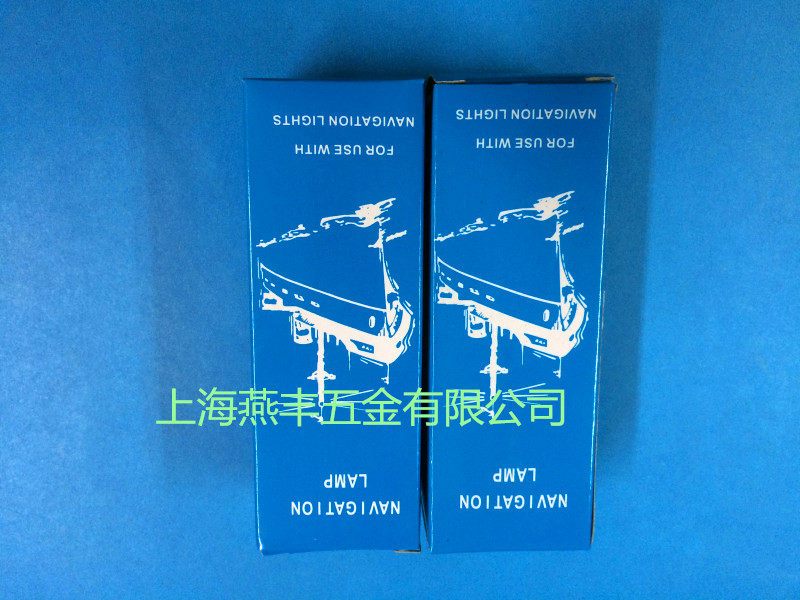 NAVIGATION
LAMP
FOR USE WITH
NAVIGATION LIGHTS
NAVIGATION
LAMP
FOR USE WITH
NAVIGATION LIGHTS
上海燕丰五金有限公司